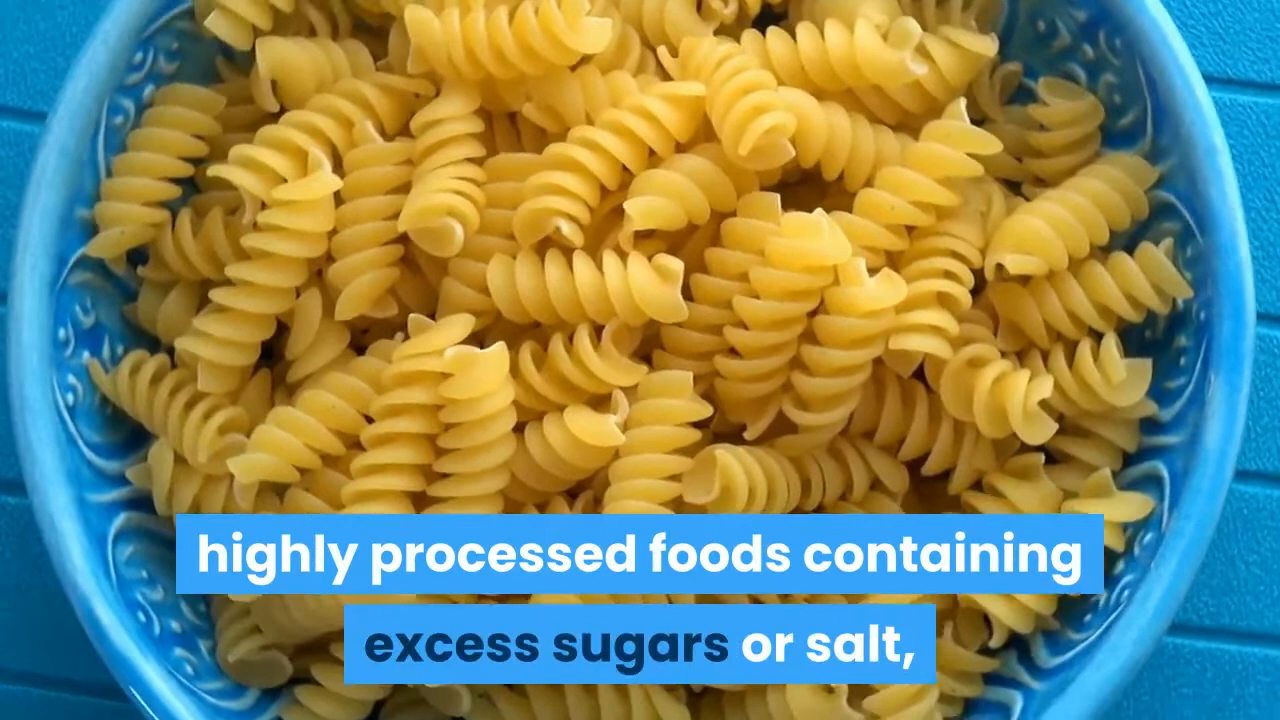 highly processed foods containing
excess sugars or salt,